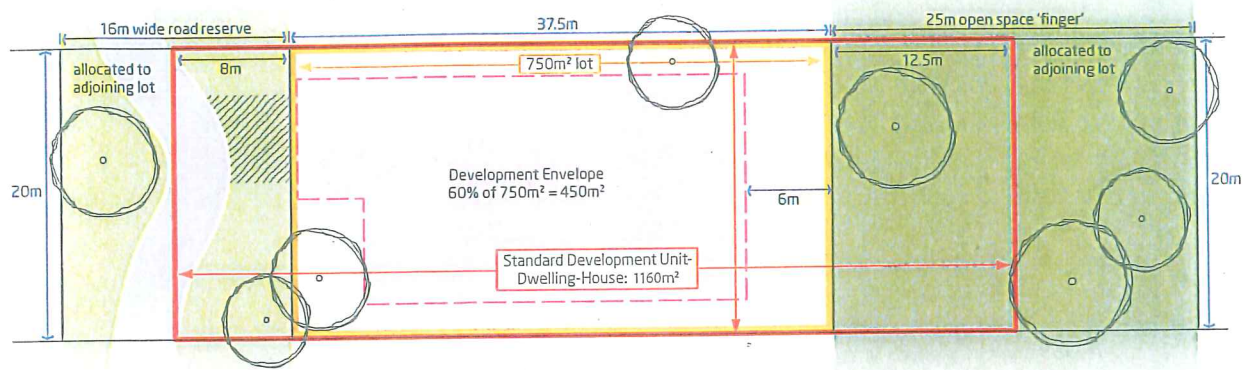 16m wide road reserve
37.5m
25m open space ‘finger’
allocated to
adjoining lot
8m
750m² lot
12.5m
allocated to
adjoining lot
20m
Development Envelope
60% of 750m² = 450m²
6m
20m
Standard Development Unit-
Dwelling-House: 1160m²